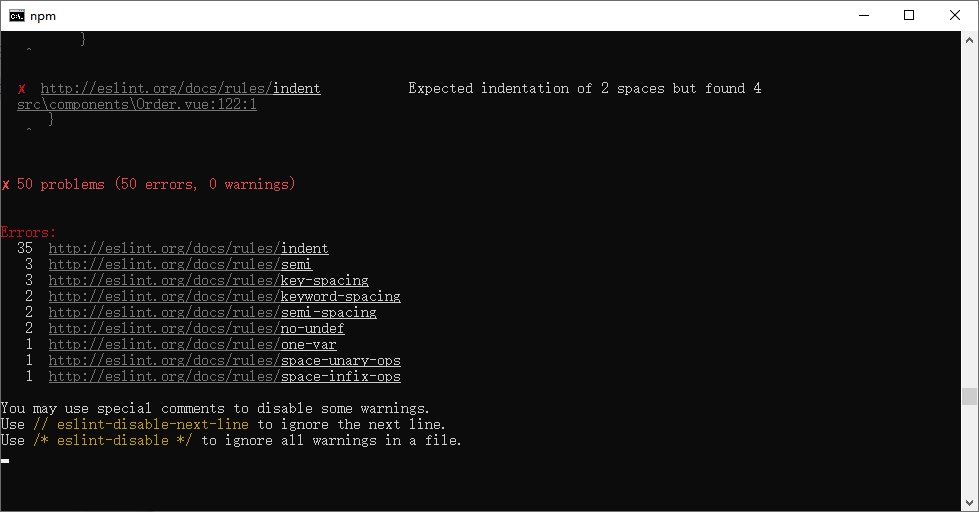 npm
}
^
✘ http://eslint.org/docs/rules/indent Expected indentation of 2 spaces but found 4
src\components\Order.vue:122:1
}
^
✘ 50 problems (50 errors, 0 warnings)
Errors:
35 http://eslint.org/docs/rules/indent
3 http://eslint.org/docs/rules/semi
3 http://eslint.org/docs/rules/key-spacing
2 http://eslint.org/docs/rules/keyword-spacing
2 http://eslint.org/docs/rules/semi-spacing
2 http://eslint.org/docs/rules/no-undef
1 http://eslint.org/docs/rules/one-var
1 http://eslint.org/docs/rules/space-unary-ops
1 http://eslint.org/docs/rules/space-infix-ops
You may use special comments to disable some warnings.
Use // eslint-disable-next-line to ignore the next line.
Use /* eslint-disable */ to ignore all warnings in a file.